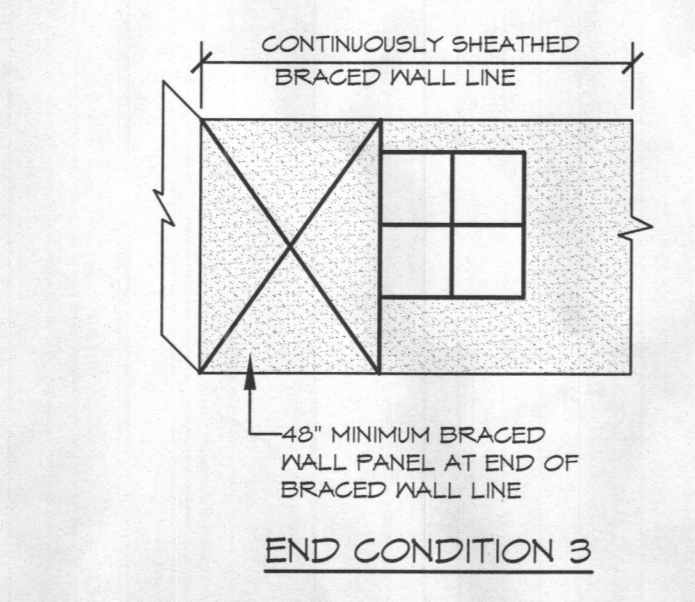 CONTINUOUSLY SHEATHED
BRACED WALL LINE
48" MINIMUM BRACED
WALL PANEL AT END OF
BRACED WALL LINE
END CONDITION 3